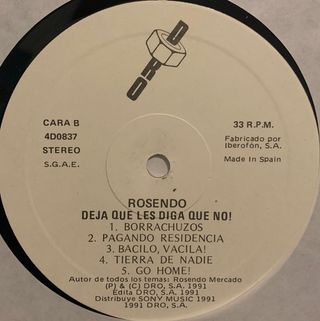 DRO
CARA B
4D0837
STEREO
S.G.A.E.
33 R.P.M.
Fabricado por
Iberofón, S.A.
Made In Spain
ROSENDO
DEJA QUE LES DIGA QUE NO!
1. BORRACHUZOS
2. PAGANDO RESIDENCIA
3. BACILO, VACILA!
4. TIERRA DE NADIE
5. GO HOME!
Autor de todos los temas: Rosendo Mercado
(P) & (C) DRO, S.A. 1991
Edita DRO, S.A. 1991
Distribuye SONY MUSIC 1991
1991 DRO, S.A.